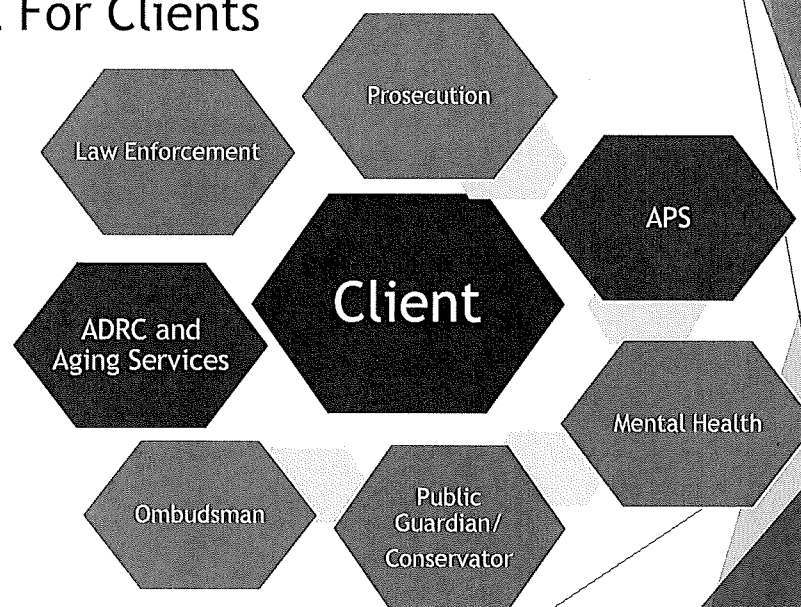 For Clients
Prosecution
Law Enforcement
APS
Client
ADRC and
Aging Services
Mental Health
Ombudsman
Public
Guardian/
Conservator